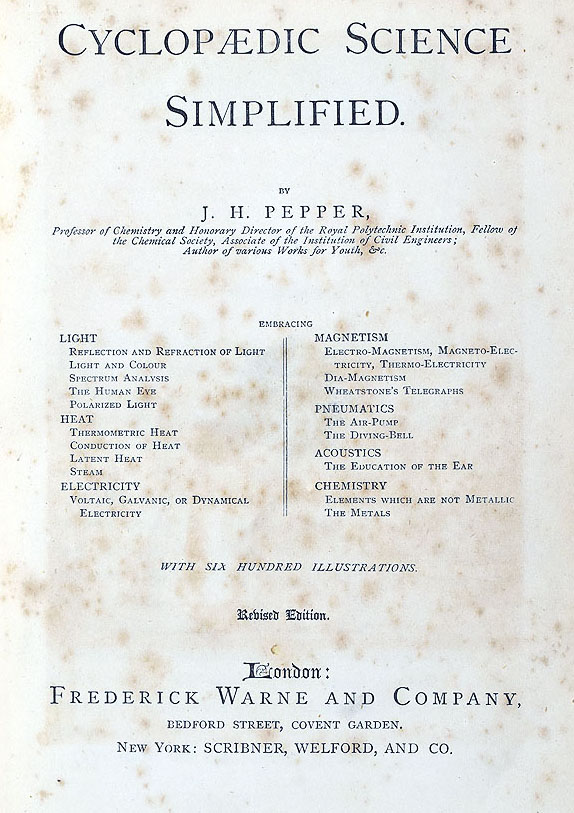 CYCLOPÆDIC SCIENCE
SIMPLIFIED.
BY
J. H. PEPPER,
Professor of Chemistry and Honorary Director of the Royal Polytechnic Institution, Fellow of
the Chemical Society, Associate of the Institution of Civil Engineers;
Author of various Works for Youth, &c.
EMBRACING
LIGHT
REFLECTION AND REFRACTION OF LIGHT
LIGHT AND COLOUR
SPECTRUM ANALYSIS
THE HUMAN EYE
POLARIZED LIGHT
HEAT
THERMOMETRIC HEAT
CONDUCTION OF HEAT
LATENT HEAT
STEAM
ELECTRICITY
VOLTAIC, GALVANIC, OR DYNAMICAL
ELECTRICITY
MAGNETISM
ELECTRO-MAGNETISM, MAGNETO-ELEC-
TRICITY, THERMO-ELECTRICITY
DIA-MAGNETISM
WHEATSTONE'S TELEGRAPHS
PNEUMATICS
THE AIR-PUMP
THE DIVING-BELL
ACOUSTICS
THE EDUCATION OF THE EAR
CHEMISTRY
ELEMENTS WHICH ARE NOT METALLIC
THE METALS
WITH SIX HUNDRED ILLUSTRATIONS.
Revised Edition.
London:
FREDERICK WARNE AND COMPANY,
BEDFORD STREET, COVENT GARDEN.
NEW YORK: SCRIBNER, WELFORD, AND CO.